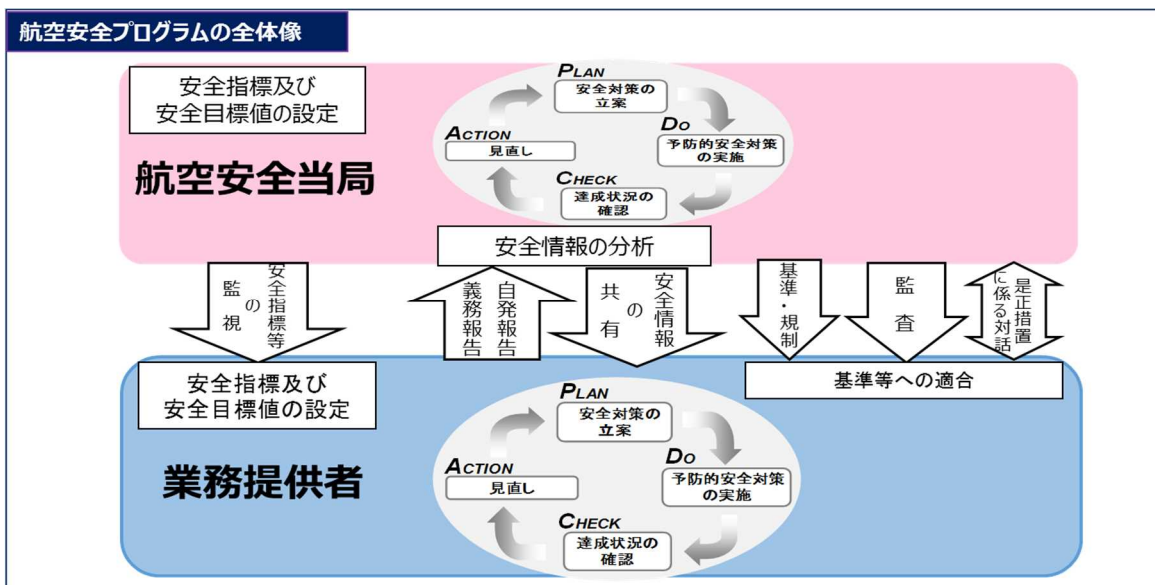 航空安全プログラムの全体像
安全指標及び
安全目標値の設定
航空安全当局
PLAN
安全対策の
立案
DO
予防的安全対策
の実施
CHECK
達成状況の
確認
ACTION
見直し
安全情報の分析
安全指標等
の
監視
自発報告
義務報告
安全情報
の
共有
基準・規制
監査
是正措置
に係る対話
安全指標及び
安全目標値の設定
基準等への適合
業務提供者
PLAN
安全対策の
立案
DO
予防的安全対策
の実施
CHECK
達成状況の
確認
ACTION
見直し